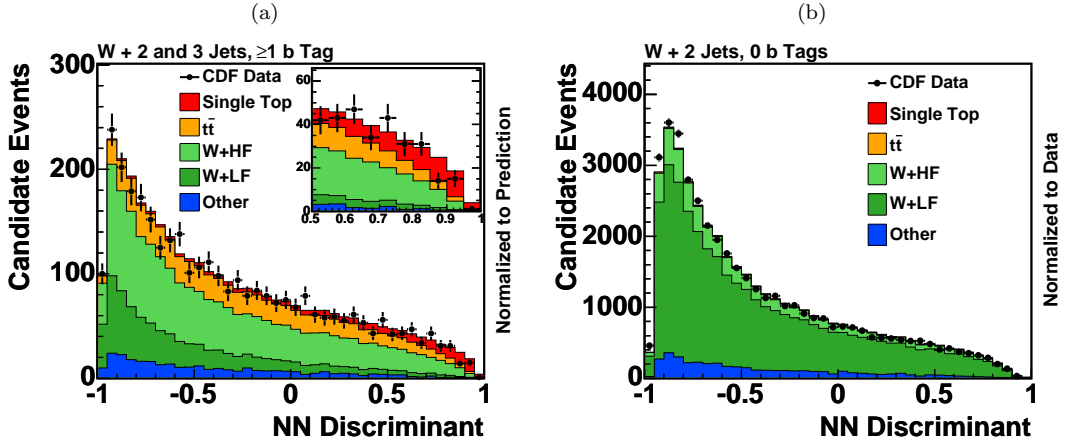 (a)
W + 2 and 3 Jets, ≥1 b Tag
Candidate Events
300
200
100
0
CDF Data
Single Top
tt̄
W+HF
W+LF
Other
60
40
20
0
0.5 0.6 0.7 0.8 0.9 1
-1 -0.5 0 0.5 1
NN Discriminant
Normalized to Prediction
(b)
W + 2 Jets, 0 b Tags
Candidate Events
4000
3000
2000
1000
0
CDF Data
Single Top
tt̄
W+HF
W+LF
Other
-1 -0.5 0 0.5 1
NN Discriminant
Normalized to Data